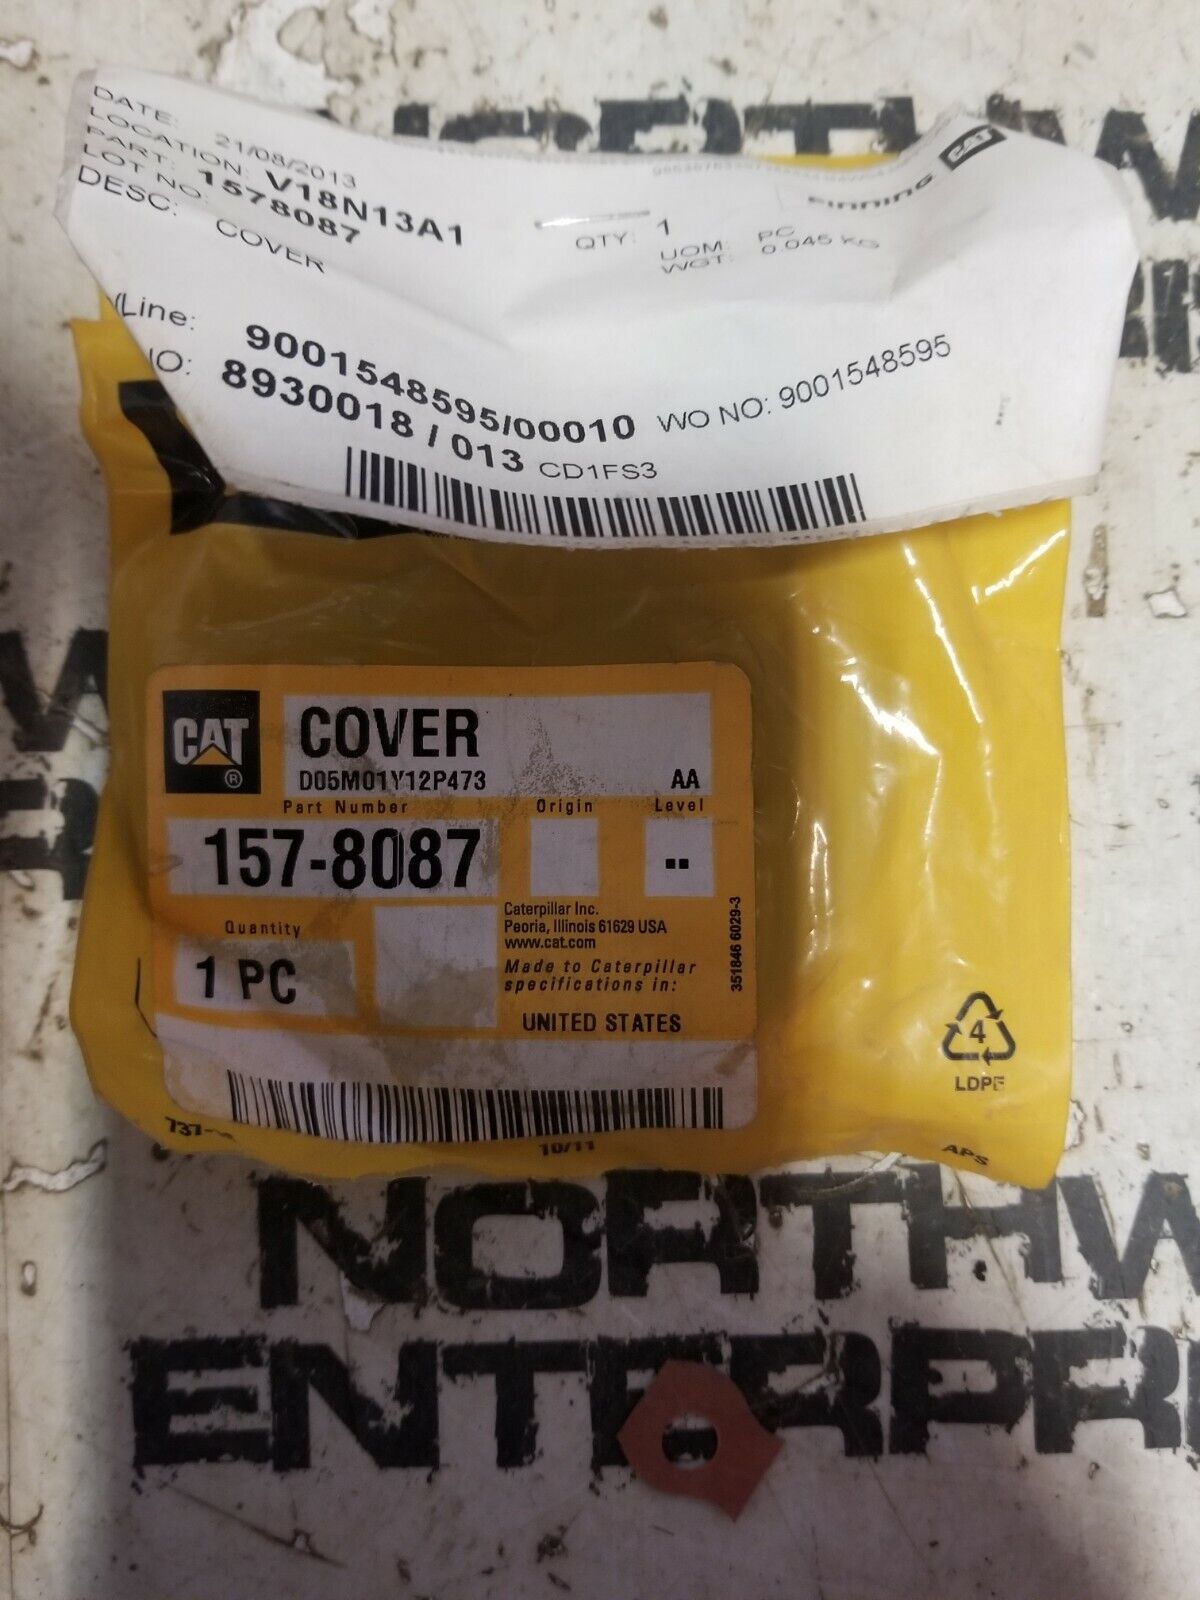 DATE: 21/08/2013
LOCATION: V18N13A1
PART: 1578087
LOT NO:
DESC: COVER
QTY: 1
UOM: PC
WGT: 0.045 KG
CAT
FINNING
Line: 9001548595/00010
8930018 / 013
WO NO: 9001548595
CD1FS3
CAT
®
COVER
D05M01Y12P473
AA
Part Number
Origin
Level
157-8087
--
Quantity
1 PC
Caterpillar Inc.
Peoria, Illinois 61629 USA
www.cat.com
Made to Caterpillar
specifications in:
UNITED STATES
351846 6029-3
4
LDPE
10/11
APS
NORTHW
ENTERPRI